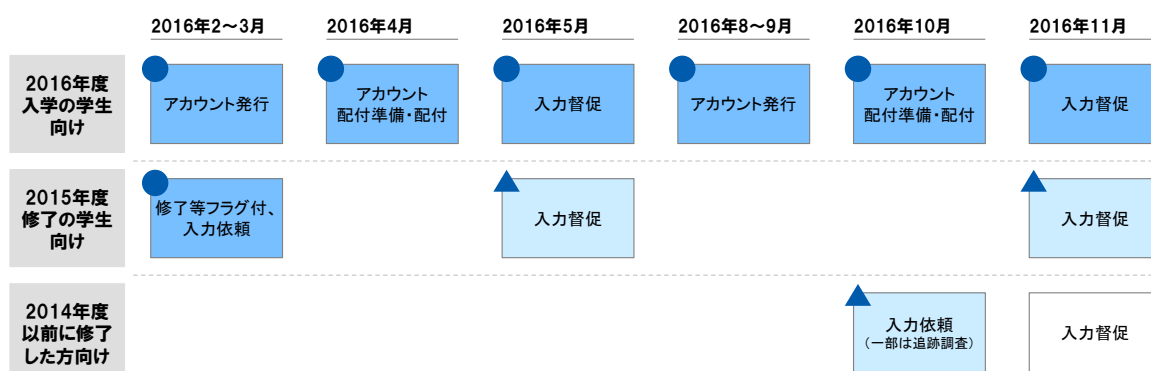 2016年2～3月
2016年4月
2016年5月
2016年8～9月
2016年10月
2016年11月
2016年度
入学の学生
向け
アカウント発行
アカウント
配付準備・配付
入力督促
アカウント発行
アカウント
配付準備・配付
入力督促
2015年度
修了の学生
向け
修了等フラグ付、
入力依頼
入力督促
入力督促
2014年度
以前に修了
した方向け
入力依頼
（一部は追跡調査）
入力督促